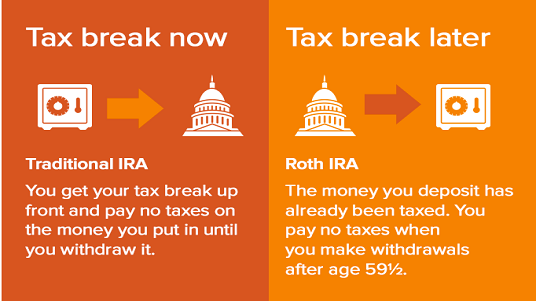 Tax break now
Traditional IRA
You get your tax break up
front and pay no taxes on
the money you put in until
you withdraw it.
Tax break later
Roth IRA
The money you deposit has
already been taxed. You
pay no taxes when
you make withdrawals
after age 59½.